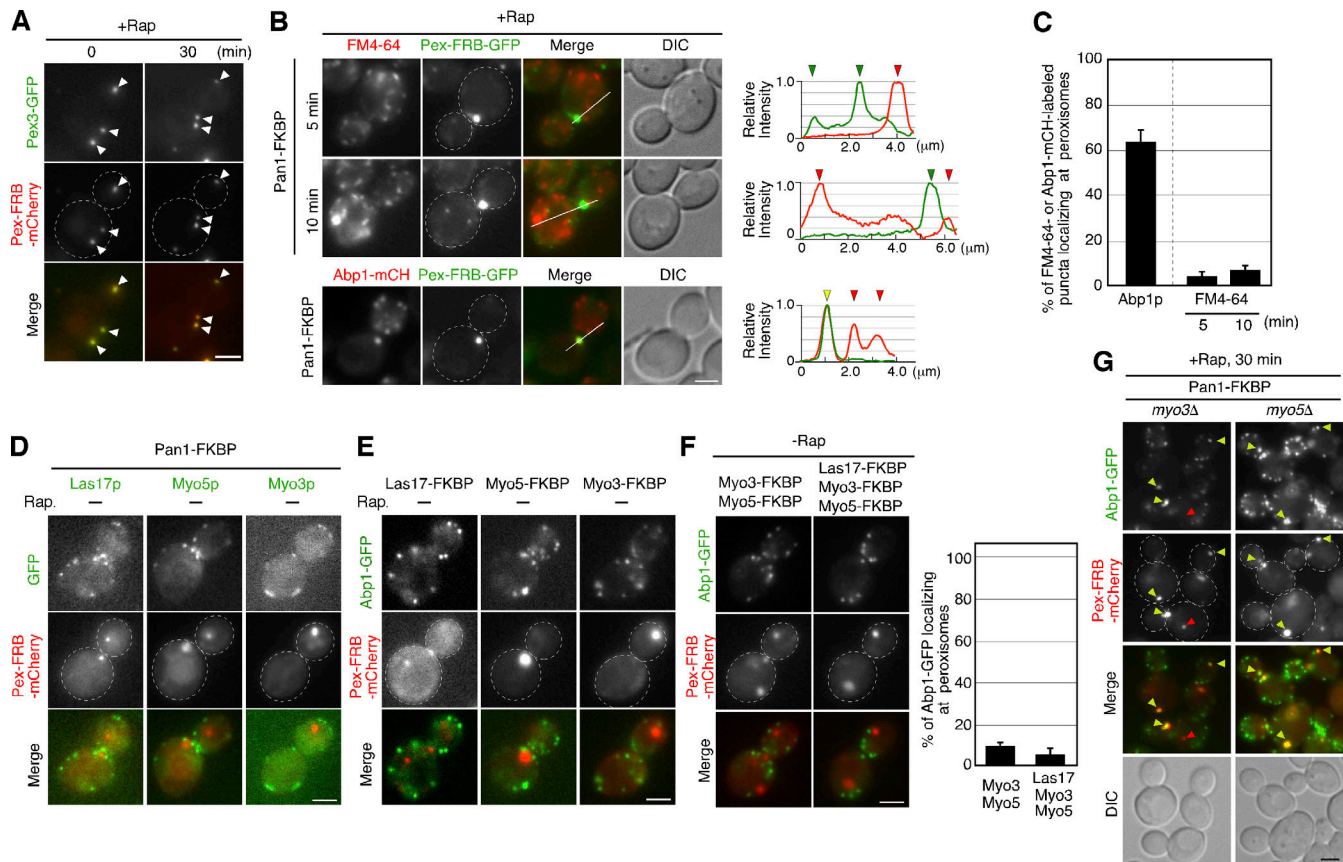 A
+Rap
0 30 (min)
Pex3-GFP
Pex-FRB
-mCherry
Merge
B
+Rap
FM4-64 Pex-FRB-GFP Merge DIC
Pan1-FKBP
5 min
10 min
Abp1-mCH Pex-FRB-GFP Merge DIC
Pan1-FKBP
Relative
Intensity
1.0
0
0 2.0 4.0 (μm)
Relative
Intensity
1.0
0
0 2.0 4.0 6.0
(μm)
Relative
Intensity
1.0
0
0 2.0 4.0 (μm)
C
% of FM4-64- or Abp1-mCH-labeled
puncta localizing at peroxisomes
100
80
60
40
20
0
Abp1p FM4-64
5 10 (min)
D
Pan1-FKBP
Las17p Myo5p Myo3p
Rap. – – –
GFP
Pex-FRB
-mCherry
Merge
E
Las17-FKBP Myo5-FKBP Myo3-FKBP
Rap. – – –
Abp1-GFP
Pex-FRB
-mCherry
Merge
F
-Rap
Myo3-FKBP
Myo5-FKBP
Las17-FKBP
Myo3-FKBP
Myo5-FKBP
Abp1-GFP
Pex-FRB
-mCherry
Merge
% of Abp1-GFP localizing
at peroxisomes
100
80
60
40
20
0
Myo3
Myo5
Las17
Myo3
Myo5
G
+Rap, 30 min
Pan1-FKBP
myo3Δ myo5Δ
Abp1-GFP
Pex-FRB
-mCherry
Merge
DIC